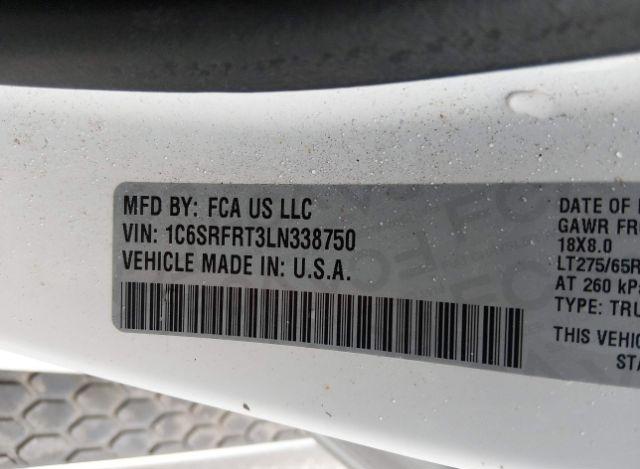 MFD BY: FCA US LLC
VIN: 1C6SRFRT3LN338750
VEHICLE MADE IN: U.S.A.
DATE OF
GAWR FR
18X8.0
LT275/65R
AT 260 kPa
TYPE: TRU
THIS VEHIC
STA